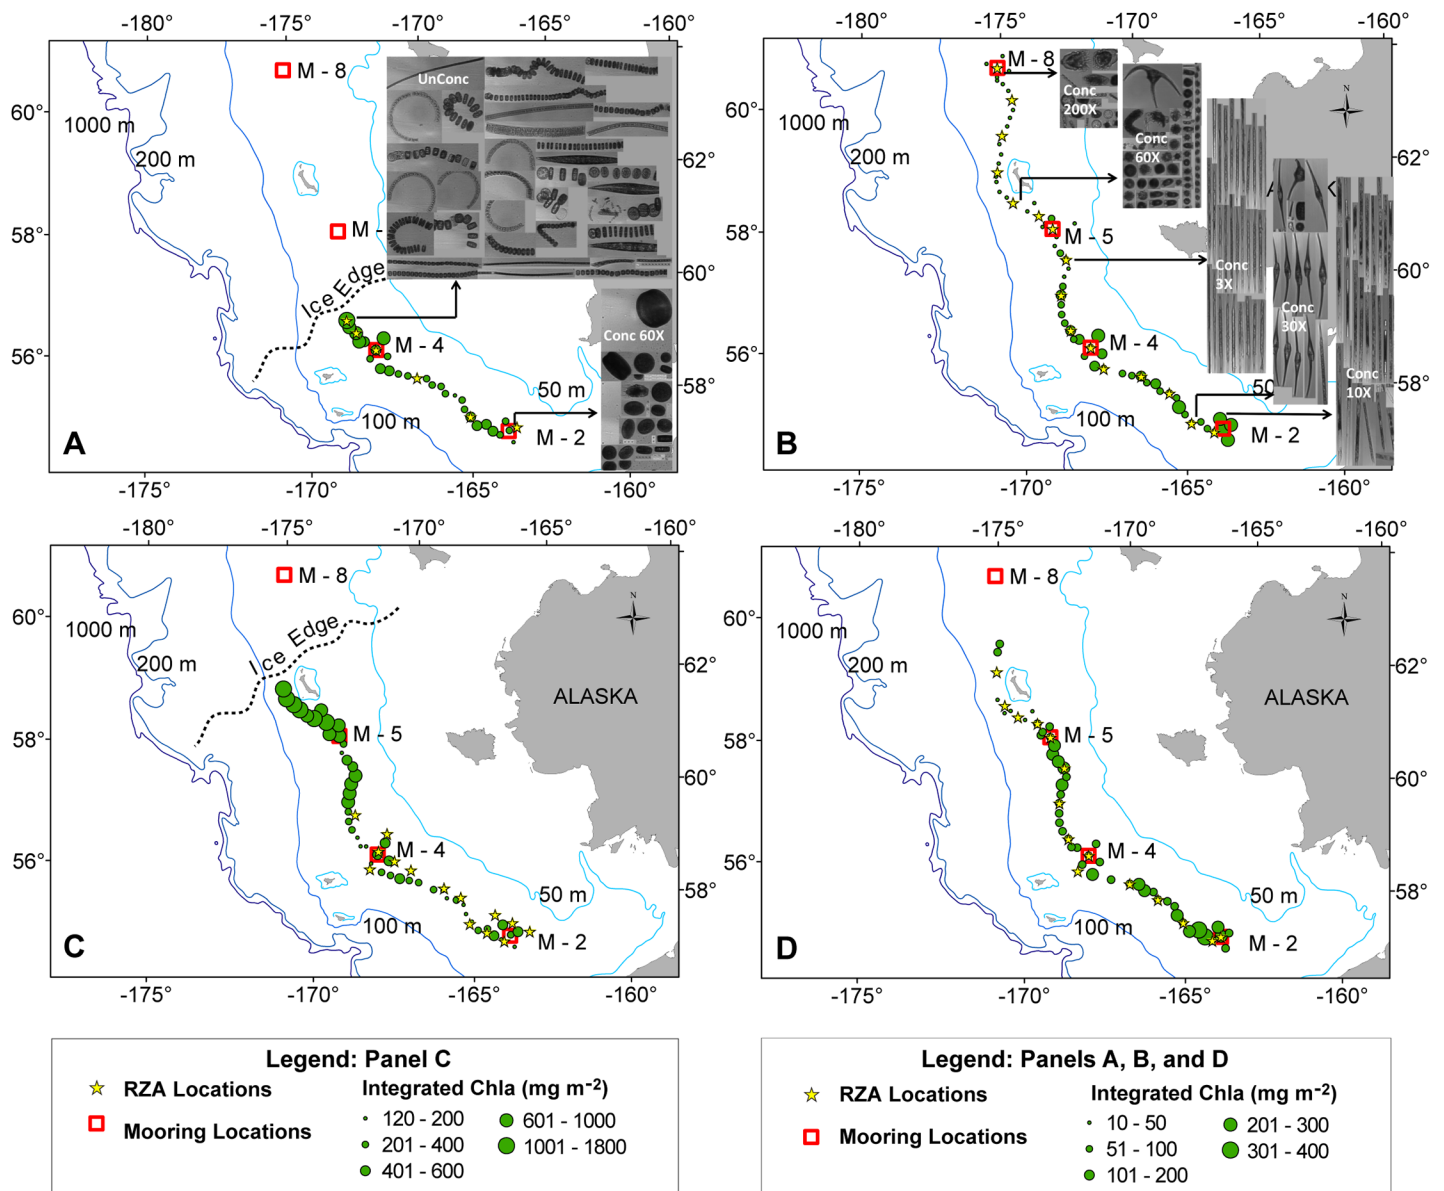 -180° -175° -170° -165° -160°
-180° -175° -170° -165° -160°
M - 8
UnConc
60°
1000 m
200 m
62°
M -
58°
60°
Ice Edge
Conc 60X
M - 4
56°
58°
50 m
100 m
M - 2
A
-175° -170° -165° -160°
M - 8
Conc
200X
Conc
60X
N
60°
1000 m
200 m
62°
A
K
M - 5
58°
60°
Conc
3X
Conc
30X
M - 4
56°
Conc
10X
58°
50
100 m
M - 2
B
-175° -170° -165° -160°
-180° -175° -170° -165° -160°
M - 8
N
60°
1000 m
200 m
Ice Edge
62°
ALASKA
M - 5
58°
60°
M - 4
56°
58°
50 m
100 m
M - 2
C
-175° -170° -165° -160°
-180° -175° -170° -165° -160°
M - 8
N
60°
1000 m
200 m
62°
ALASKA
M - 5
58°
60°
M - 4
56°
58°
50 m
100 m
M - 2
D
-175° -170° -165° -160°
Legend: Panel C
RZA Locations
Mooring Locations
Integrated Chla (mg m-2)
120 - 200
201 - 400
401 - 600
601 - 1000
1001 - 1800
Legend: Panels A, B, and D
RZA Locations
Mooring Locations
Integrated Chla (mg m-2)
10 - 50
51 - 100
101 - 200
201 - 300
301 - 400